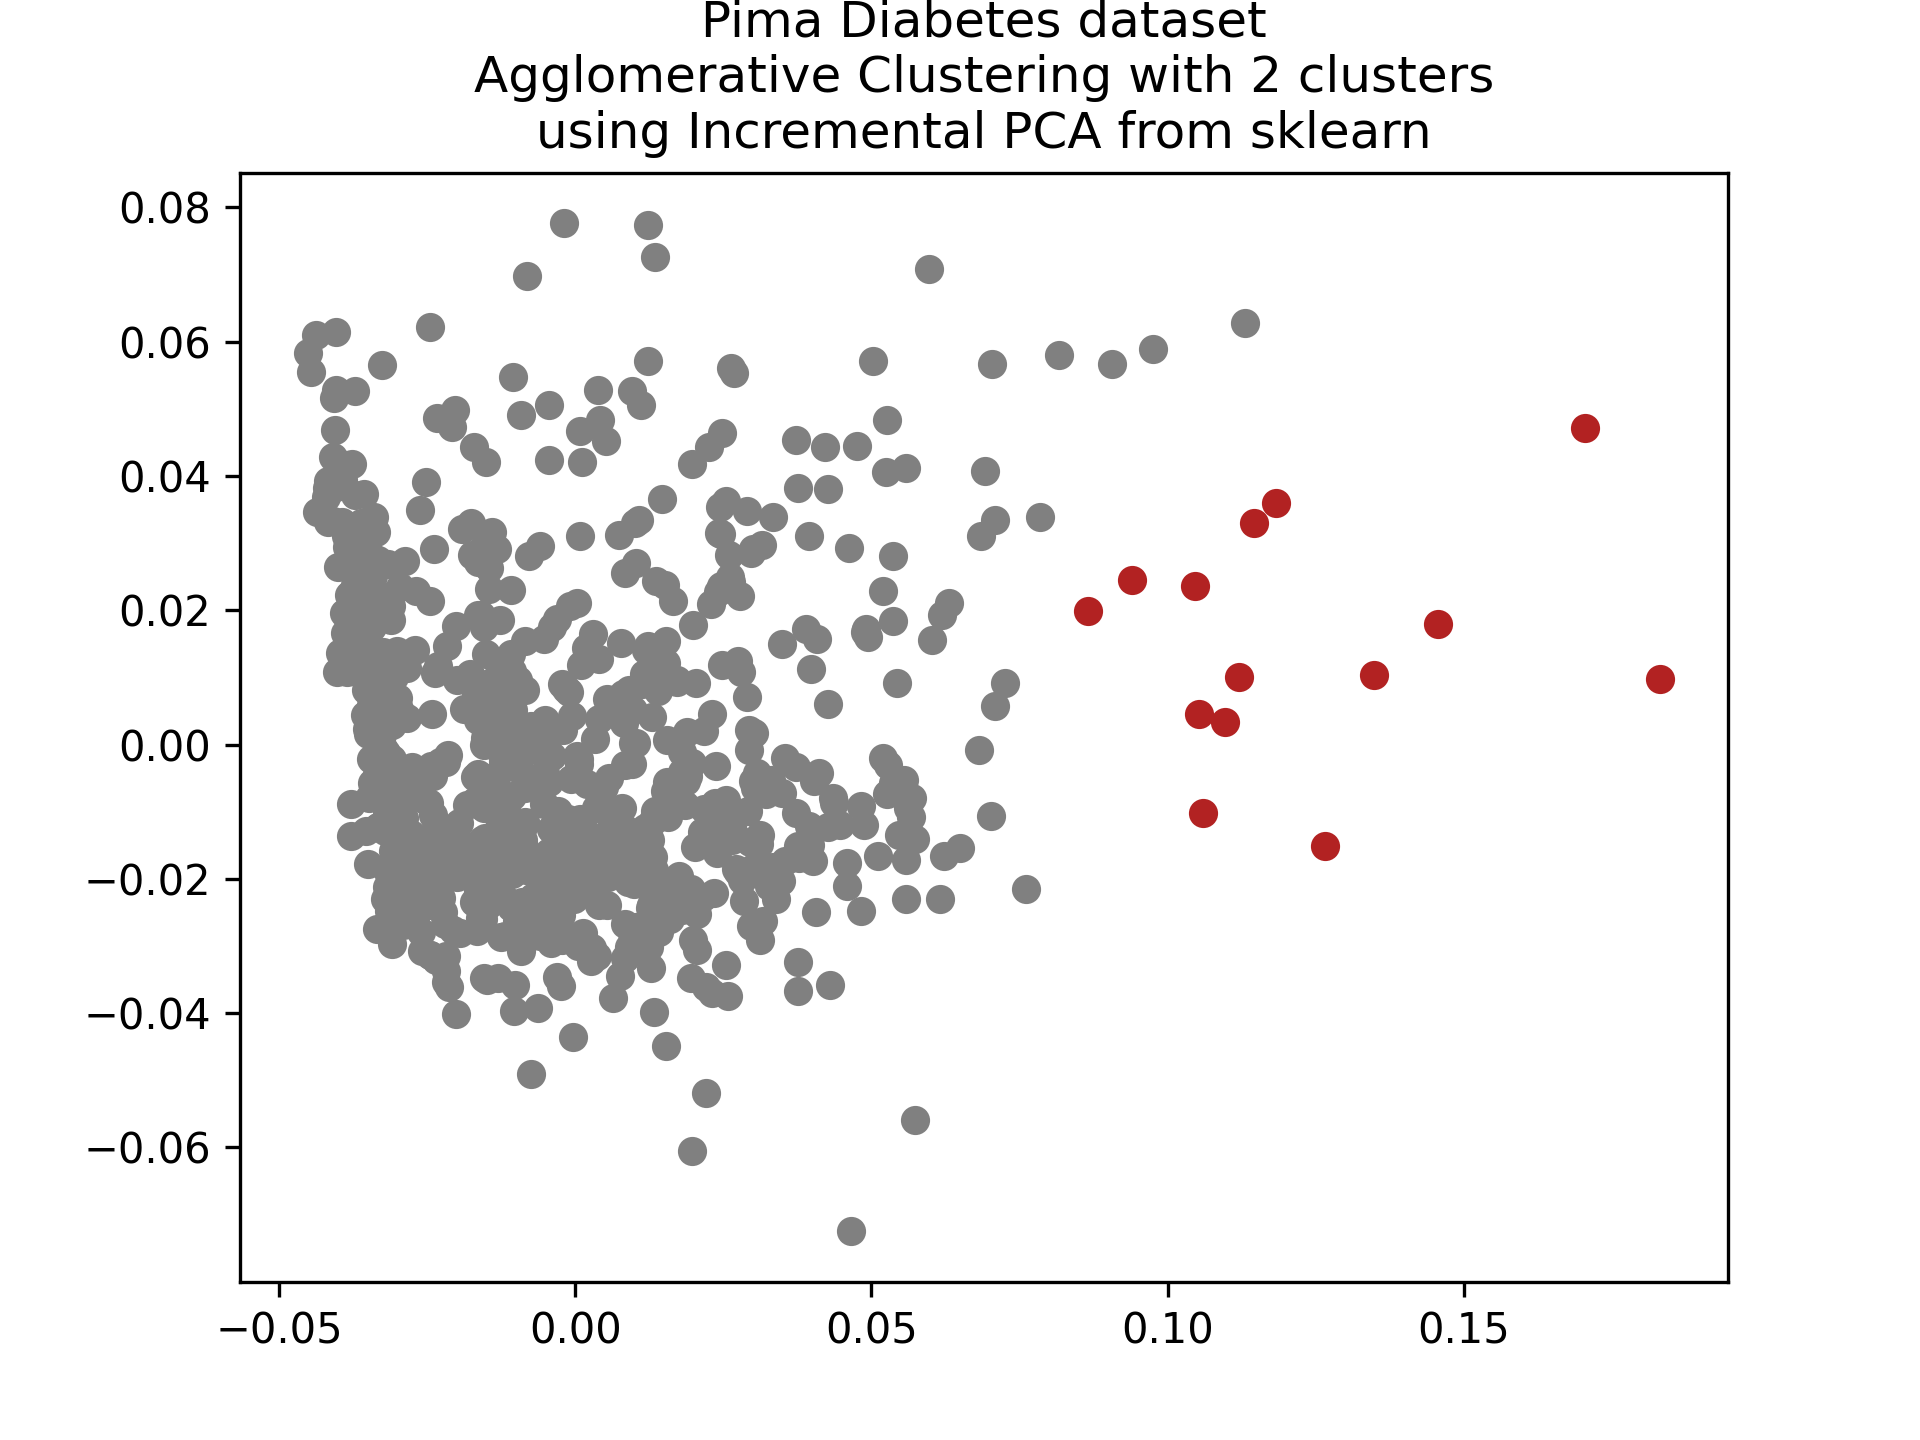 Pima Diabetes dataset
Agglomerative Clustering with 2 clusters
using Incremental PCA from sklearn
0.08
0.06
0.04
0.02
0.00
−0.02
−0.04
−0.06
−0.05 0.00 0.05 0.10 0.15